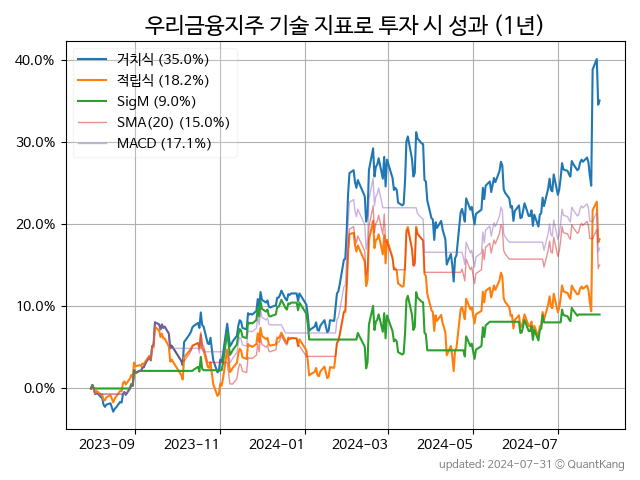 우리금융지주 기술 지표로 투자 시 성과 (1년)
40.0%
30.0%
20.0%
10.0%
0.0%
거치식 (35.0%)
적립식 (18.2%)
SigM (9.0%)
SMA(20) (15.0%)
MACD (17.1%)
2023-09 2023-11 2024-01 2024-03 2024-05 2024-07
updated: 2024-07-31 © QuantKang